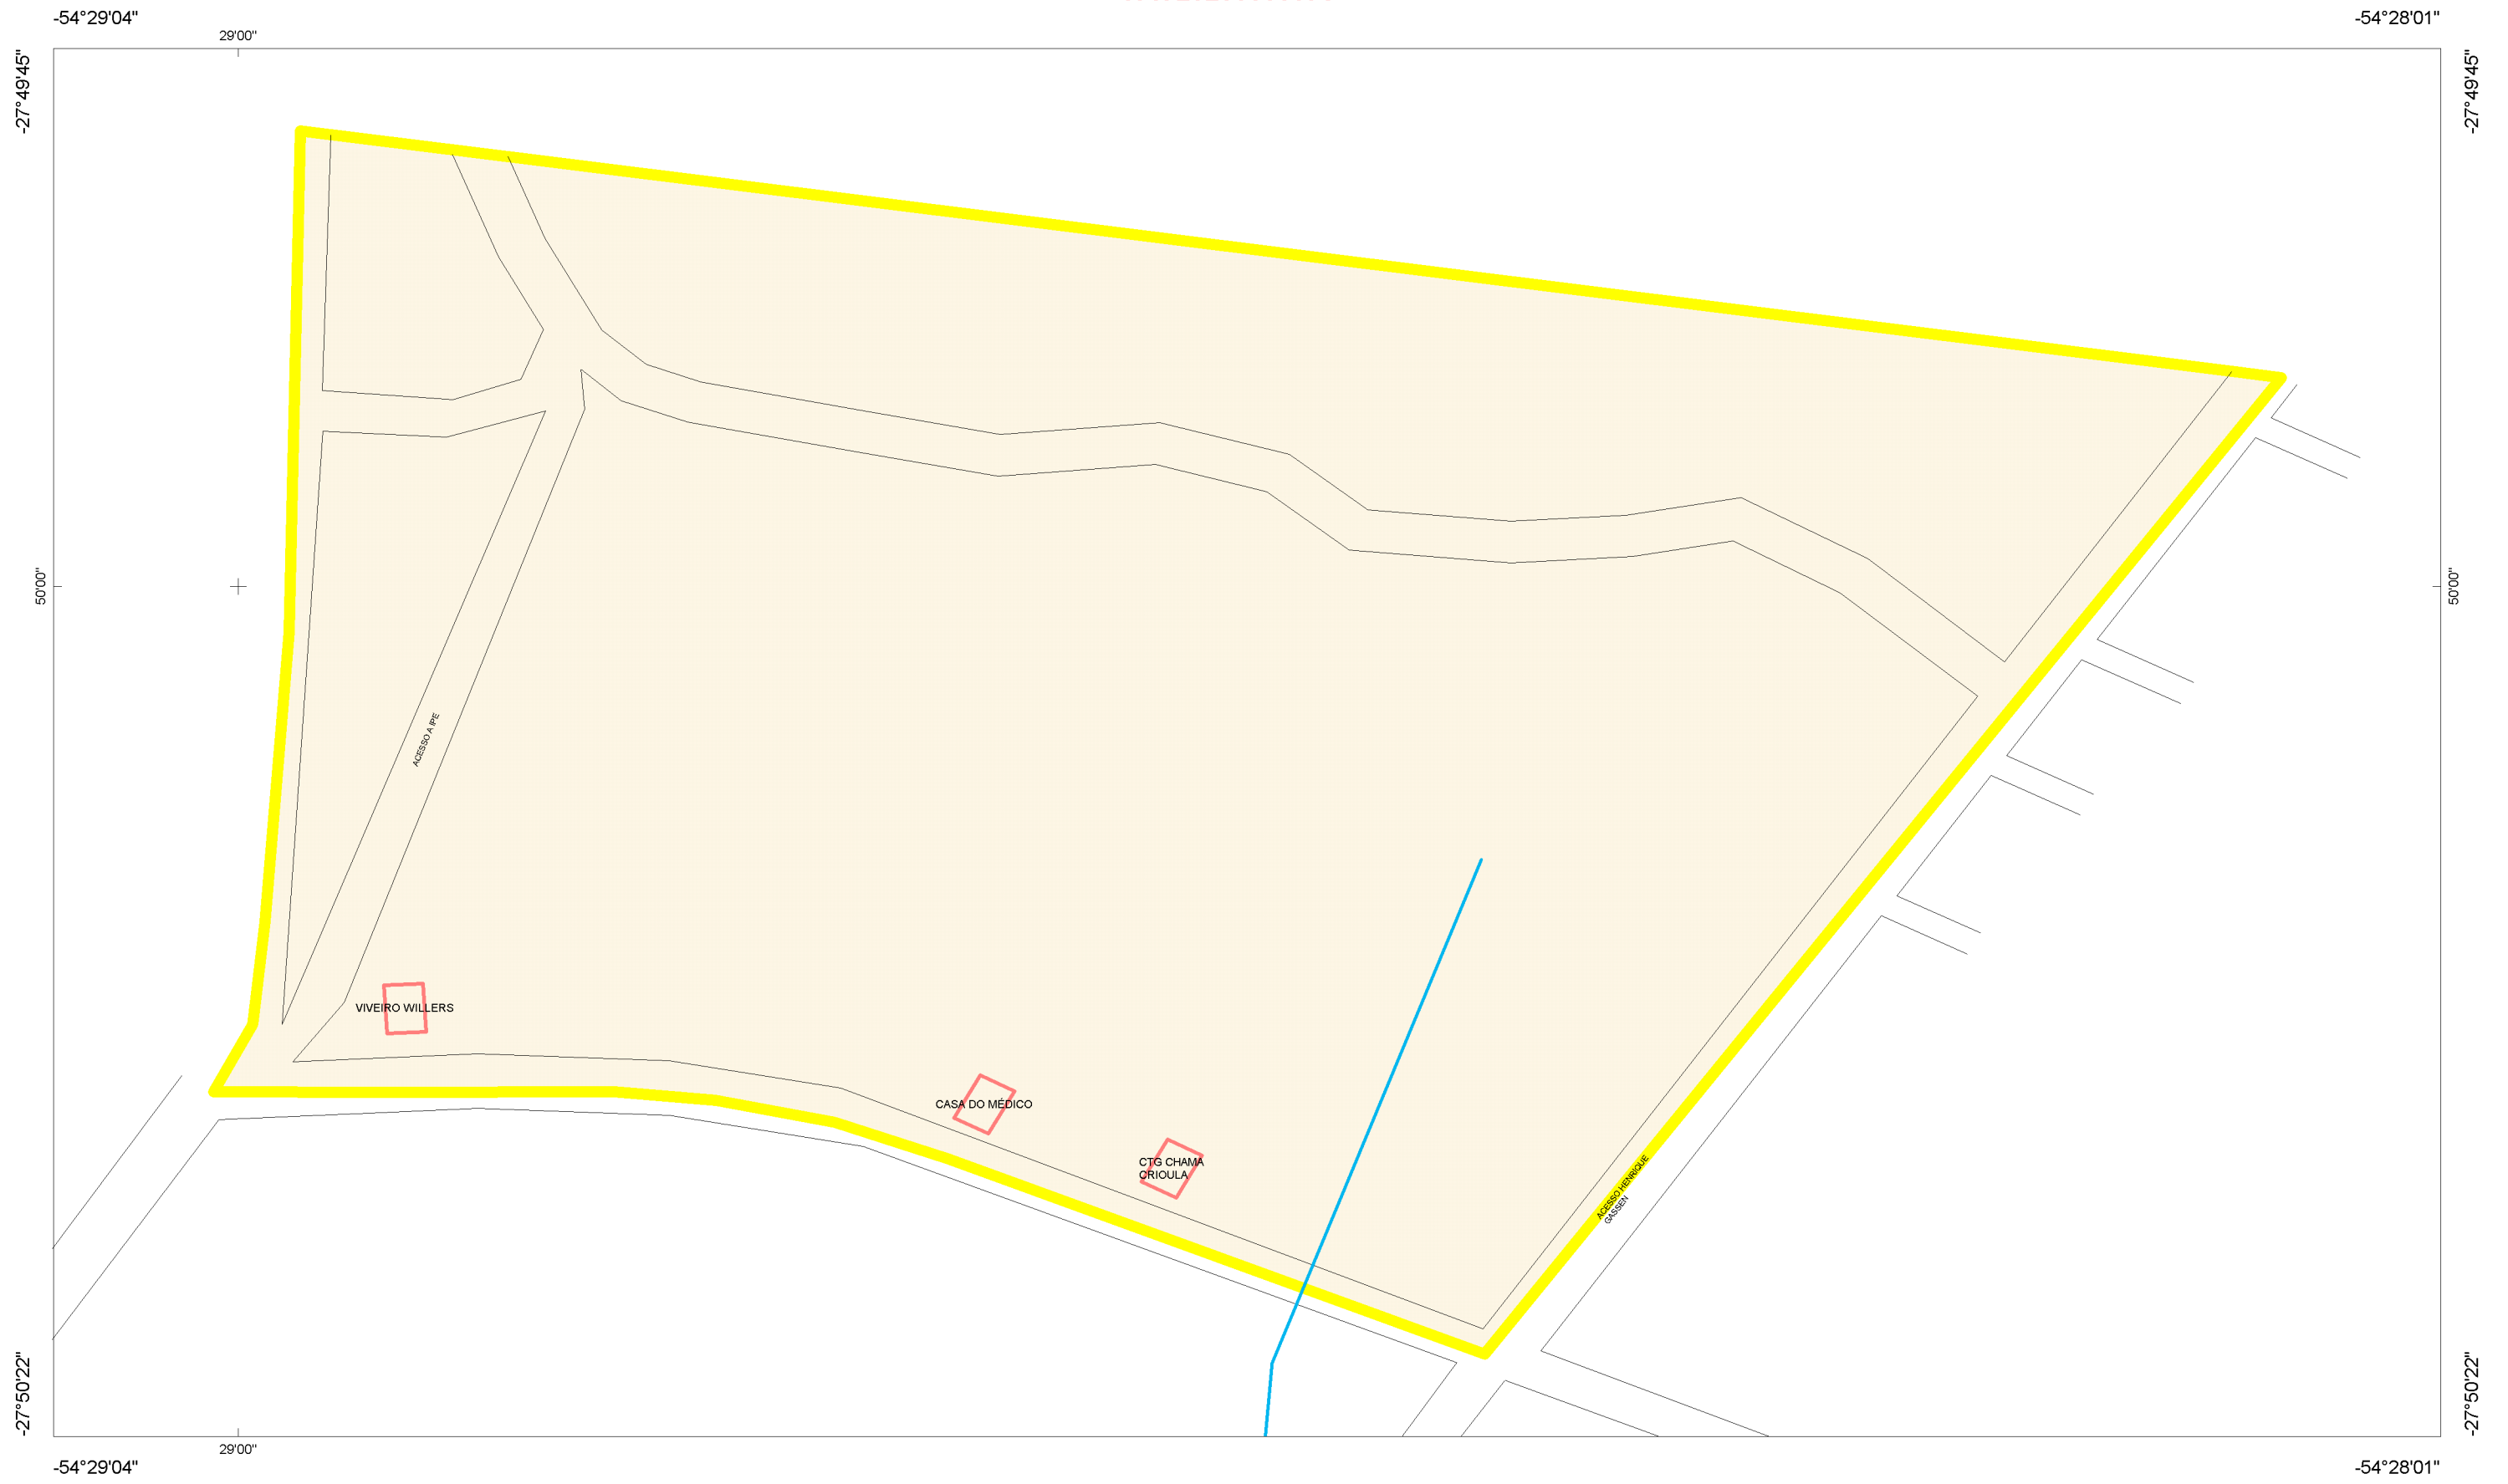 -54°29'04"
-54°28'01"
29'00"
-27°49'45"
-27°49'45"
50'00"
50'00"
ACESSO A IPE
VIVEIRO WILLERS
CASA DO MÉDICO
CTG CHAMA
CRIOULA
ACESSO HENRIQUE
GASSEN
-27°50'22"
-27°50'22"
29'00"
-54°29'04"
-54°28'01"